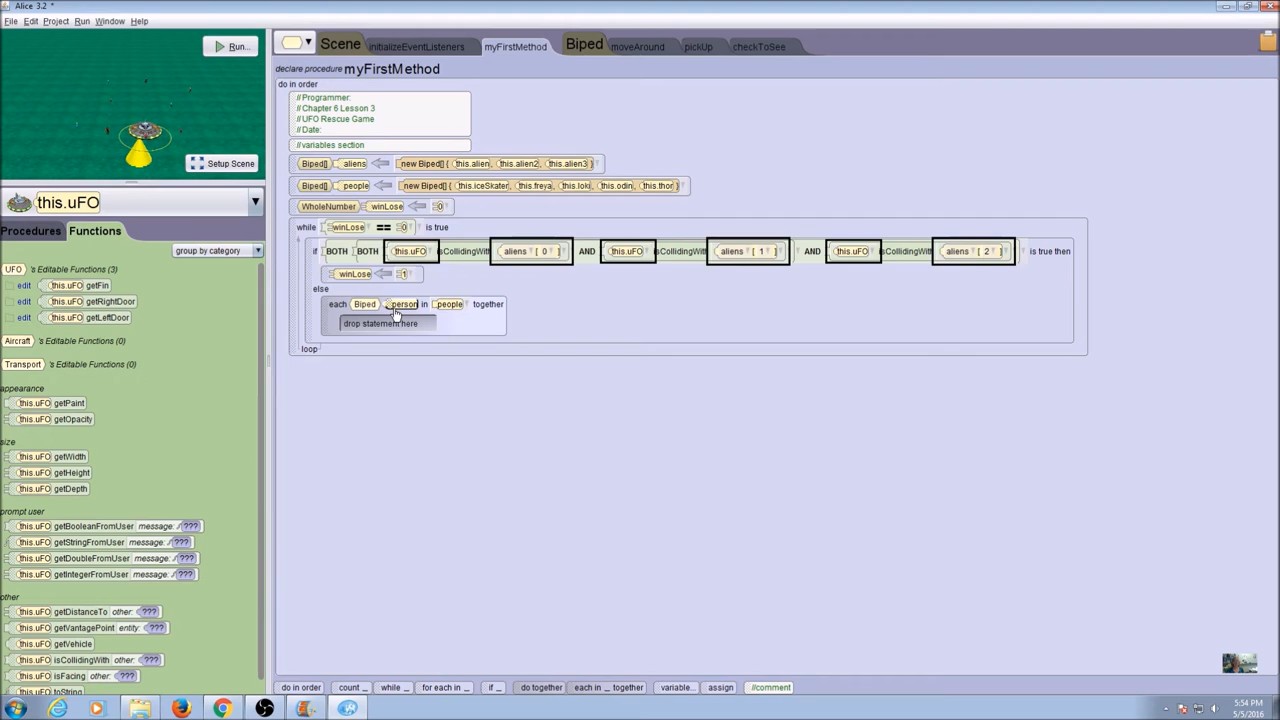 Alice 3.2 *
File Edit Project Run Window Help
Run...
Setup Scene
this.uFO
Procedures Functions
group by category
UFO 's Editable Functions (3)
edit this.uFO getFin
edit this.uFO getRightDoor
edit this.uFO getLeftDoor
Aircraft 's Editable Functions (0)
Transport 's Editable Functions (0)
appearance
this.uFO getPaint
this.uFO getOpacity
size
this.uFO getWidth
this.uFO getHeight
this.uFO getDepth
prompt user
this.uFO getBooleanFromUser message: ???
this.uFO getStringFromUser message: ???
this.uFO getDoubleFromUser message: ???
this.uFO getIntegerFromUser message: ???
other
this.uFO getDistanceTo other: ???
this.uFO getVantagePoint entity: ???
this.uFO getVehicle
this.uFO isCollidingWith other: ???
this.uFO isFacing other: ???
this.uFO toString
Scene initializeEventListeners myFirstMethod Biped moveAround pickUp checkToSee
declare procedure myFirstMethod
do in order
//Programmer:
//Chapter 6 Lesson 3
//UFO Rescue Game
//Date:
//variables section
Biped[] aliens new Biped[] { this.alien, this.alien2, this.alien3 }
Biped[] people new Biped[] { this.iceSkater, this.freya, this.loki, this.odin, this.thor }
WholeNumber winLose 0
while winLose == 0 is true
if BOTH BOTH this.uFO isCollidingWith aliens [ 0 ] AND this.uFO isCollidingWith aliens [ 1 ] AND this.uFO isCollidingWith aliens [ 2 ] is true then
winLose 1
else
each Biped person in people together
drop statement here
loop
do in order count _ while _ for each in _ if _ do together each in _ together variable... assign //comment
5:54 PM
5/5/2016